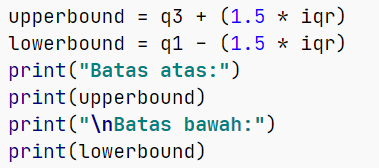 upperbound = q3 + (1.5 * iqr)
lowerbound = q1 - (1.5 * iqr)
print("Batas atas:")
print(upperbound)
print("\nBatas bawah:")
print(lowerbound)